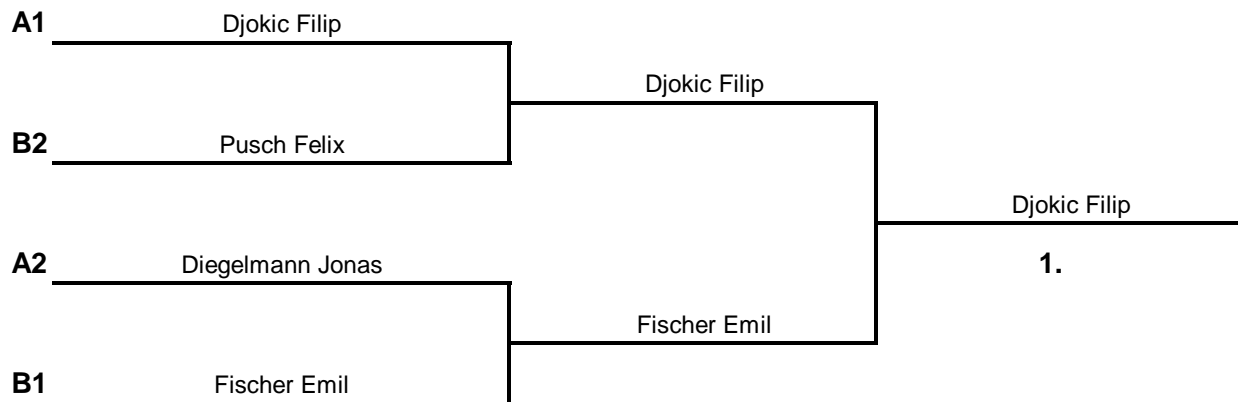 A1 Djokic Filip
Djokic Filip
B2 Pusch Felix
Djokic Filip
A2 Diegelmann Jonas
1.
Fischer Emil
B1 Fischer Emil